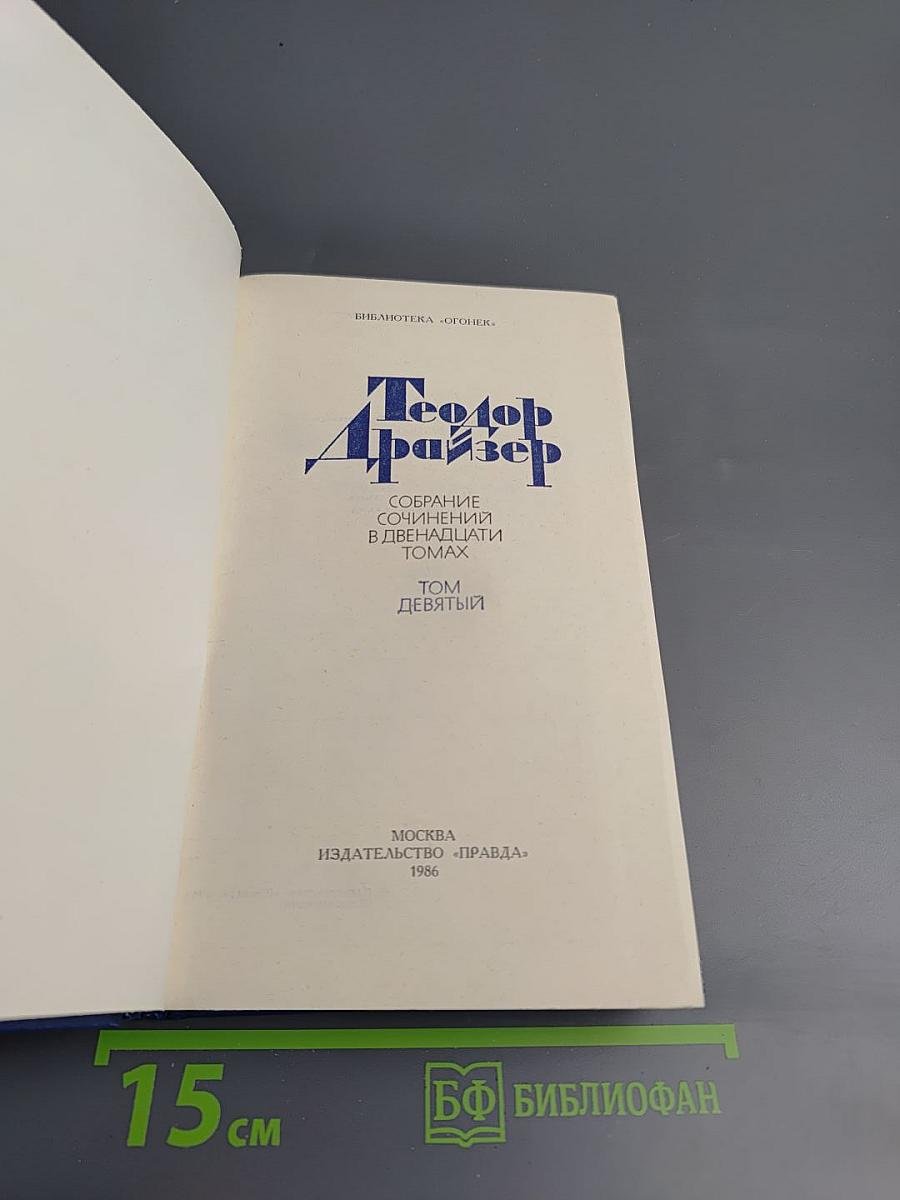 БИБЛИОТЕКА «ОГОНЕК»
Теодор
Драйзер
СОБРАНИЕ
СОЧИНЕНИЙ
В ДВЕНАДЦАТИ
ТОМАХ
ТОМ
ДЕВЯТЫЙ
МОСКВА
ИЗДАТЕЛЬСТВО «ПРАВДА»
1986
15 см
БФ БИБЛИОФАН